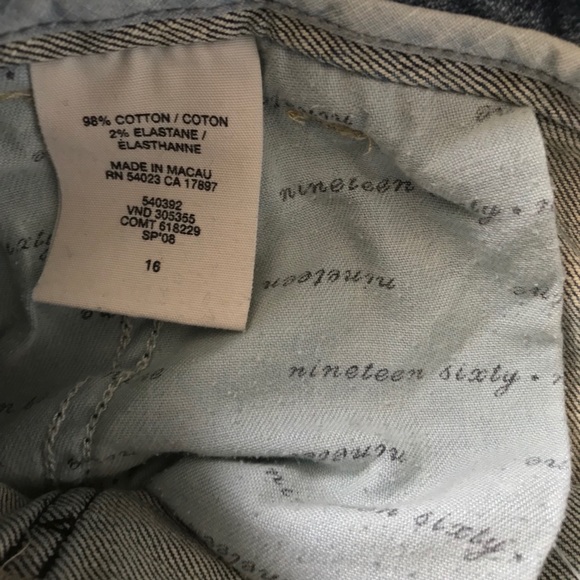 98% COTTON / COTON
2% ELASTANE /
ÉLASTHANNE
MADE IN MACAU
RN 54023 CA 17897
540392
VND 305355
COMT 618229
SP'08
16
nineteen
sixty •
nineteen
nineteen sixty •
nineteen
nineteen sixty •